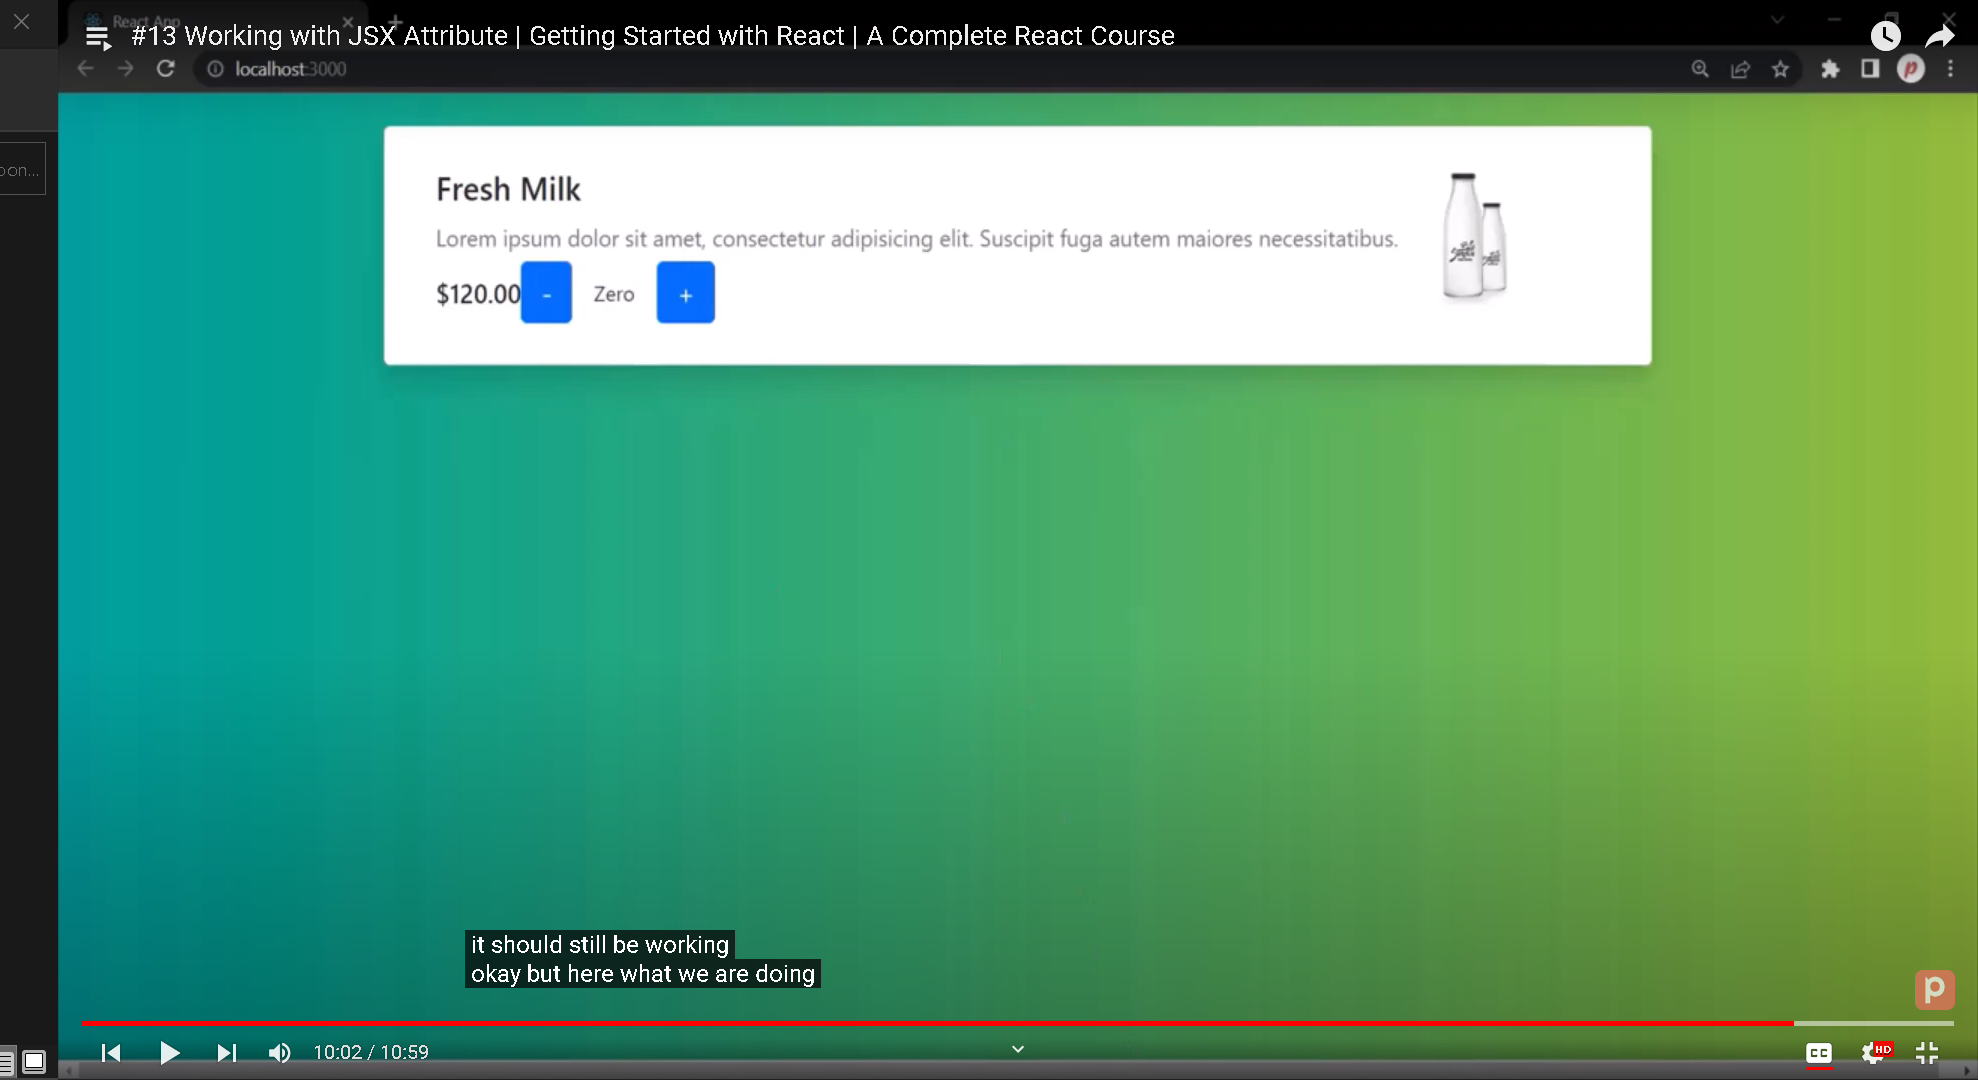 React App
#13 Working with JSX Attribute | Getting Started with React | A Complete React Course
localhost:3000
oon...
Fresh Milk
Lorem ipsum dolor sit amet, consectetur adipisicing elit. Suscipit fuga autem maiores necessitatibus.
$120.00 - Zero +
it should still be working
okay but here what we are doing
p
10:02 / 10:59
CC
HD